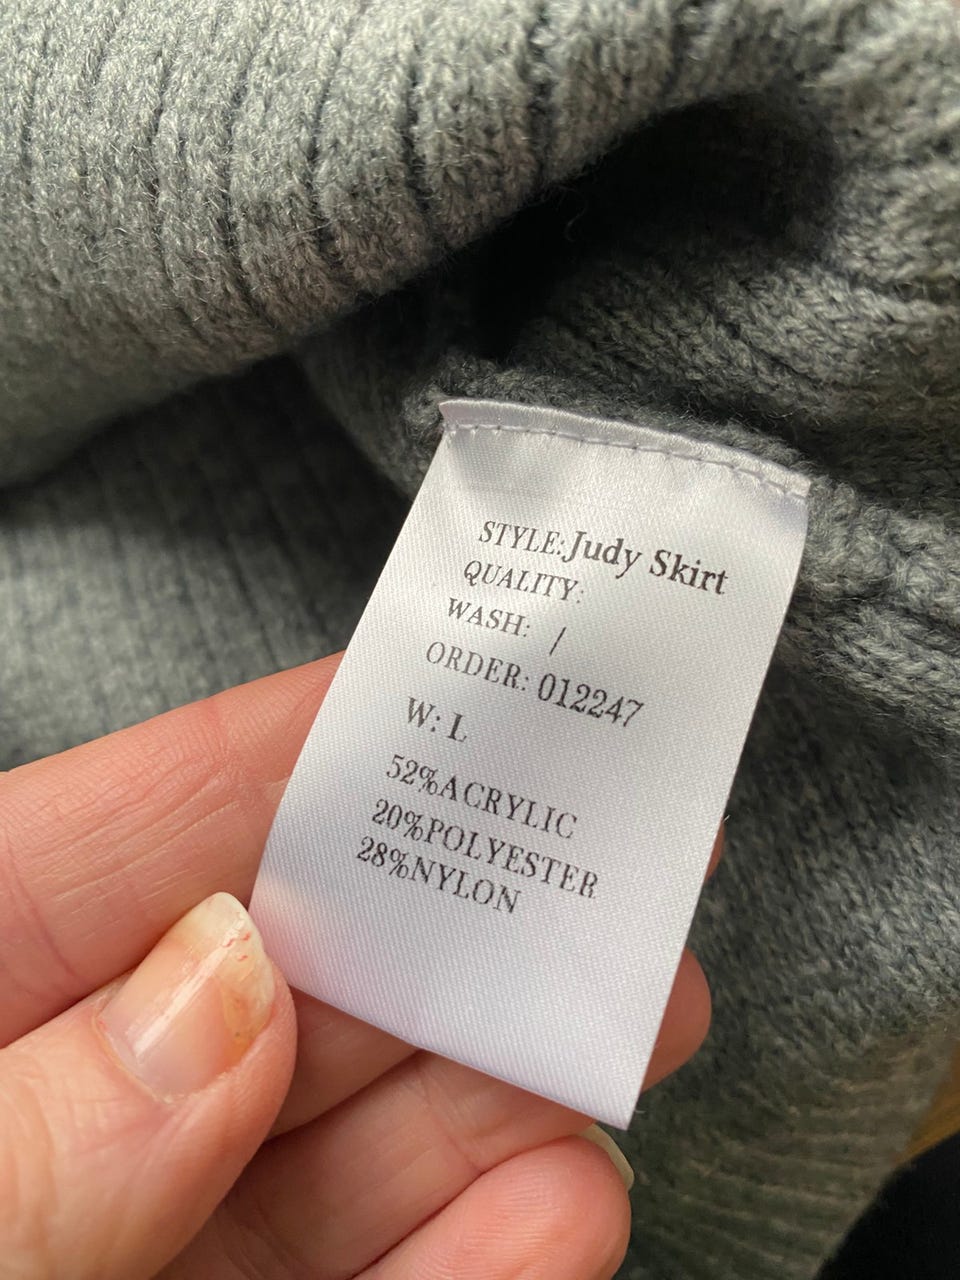 STYLE: Judy Skirt
QUALITY:
WASH: /
ORDER: 012247
W: L
52%ACRYLIC
20%POLYESTER
28%NYLON